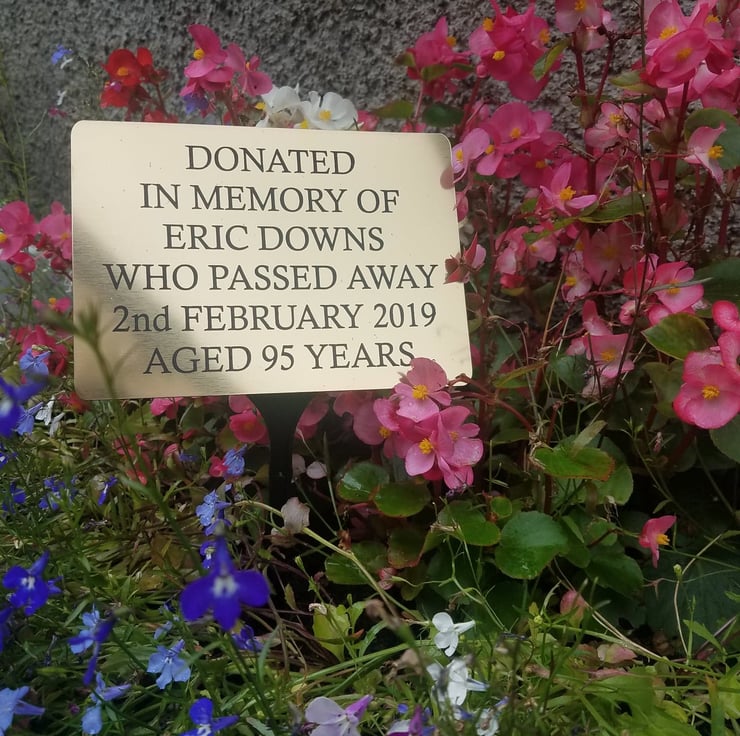 DONATED
IN MEMORY OF
ERIC DOWNS
WHO PASSED AWAY
2nd FEBRUARY 2019
AGED 95 YEARS